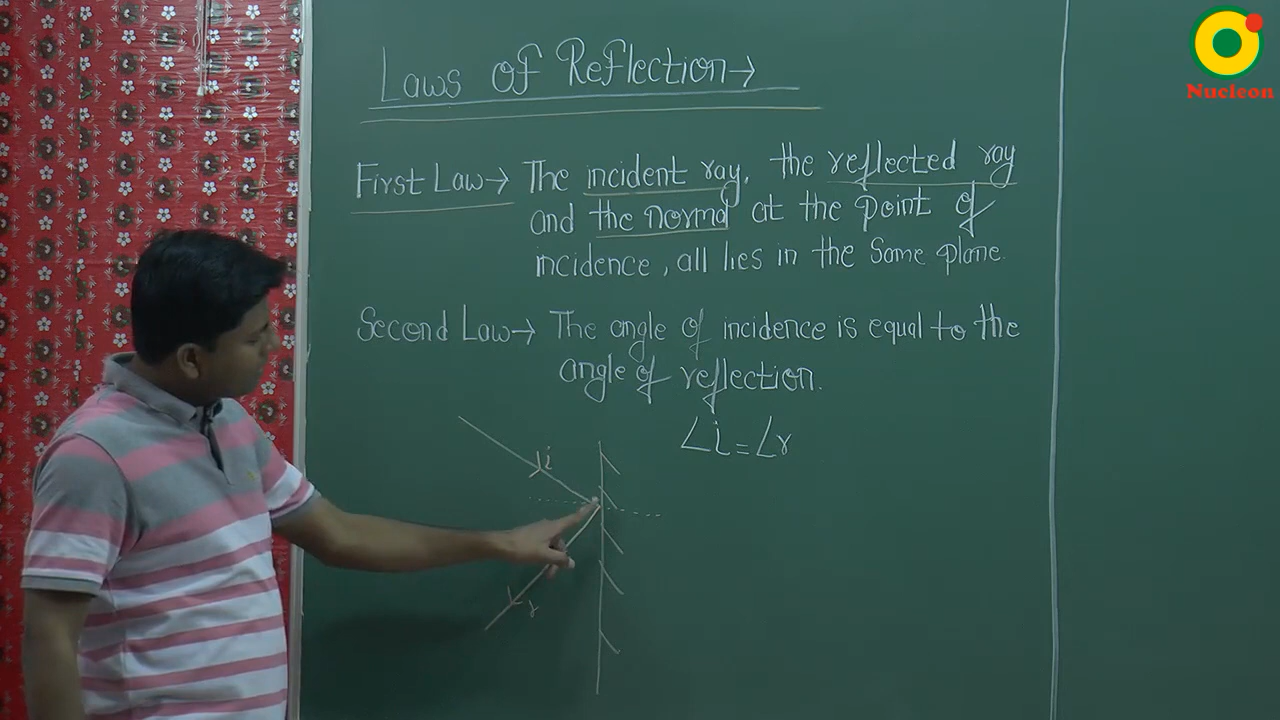 Laws of Reflection→
Nucleon
First Law→ The incident ray, the reflected ray
and the normal at the point of
incidence, all lies in the same plane.
Second Law→ The angle of incidence is equal to the
angle of reflection.
∠i = ∠r
i
r